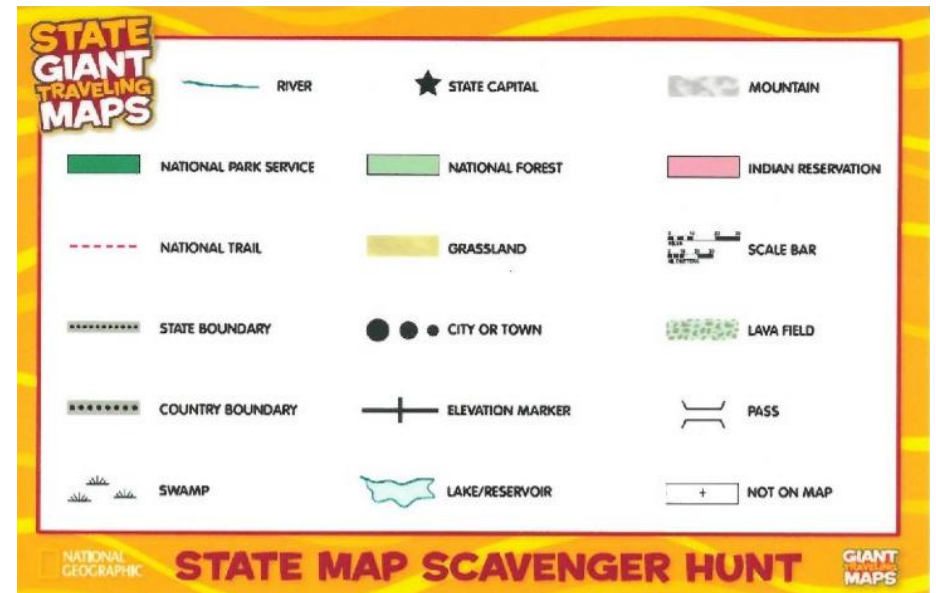 STATE
GIANT
TRAVELING
MAPS
RIVER
STATE CAPITAL
MOUNTAIN
NATIONAL PARK SERVICE
NATIONAL FOREST
INDIAN RESERVATION
NATIONAL TRAIL
GRASSLAND
SCALE BAR
STATE BOUNDARY
CITY OR TOWN
LAVA FIELD
COUNTRY BOUNDARY
ELEVATION MARKER
PASS
SWAMP
LAKE/RESERVOIR
NOT ON MAP
NATIONAL
GEOGRAPHIC
STATE MAP SCAVENGER HUNT
GIANT
TRAVELING
MAPS